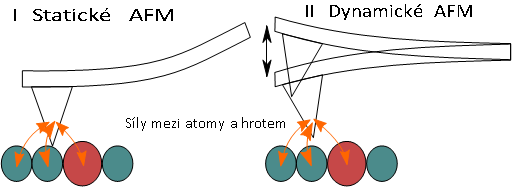 I Statické AFM
II Dynamické AFM
Síly mezi atomy a hrotem